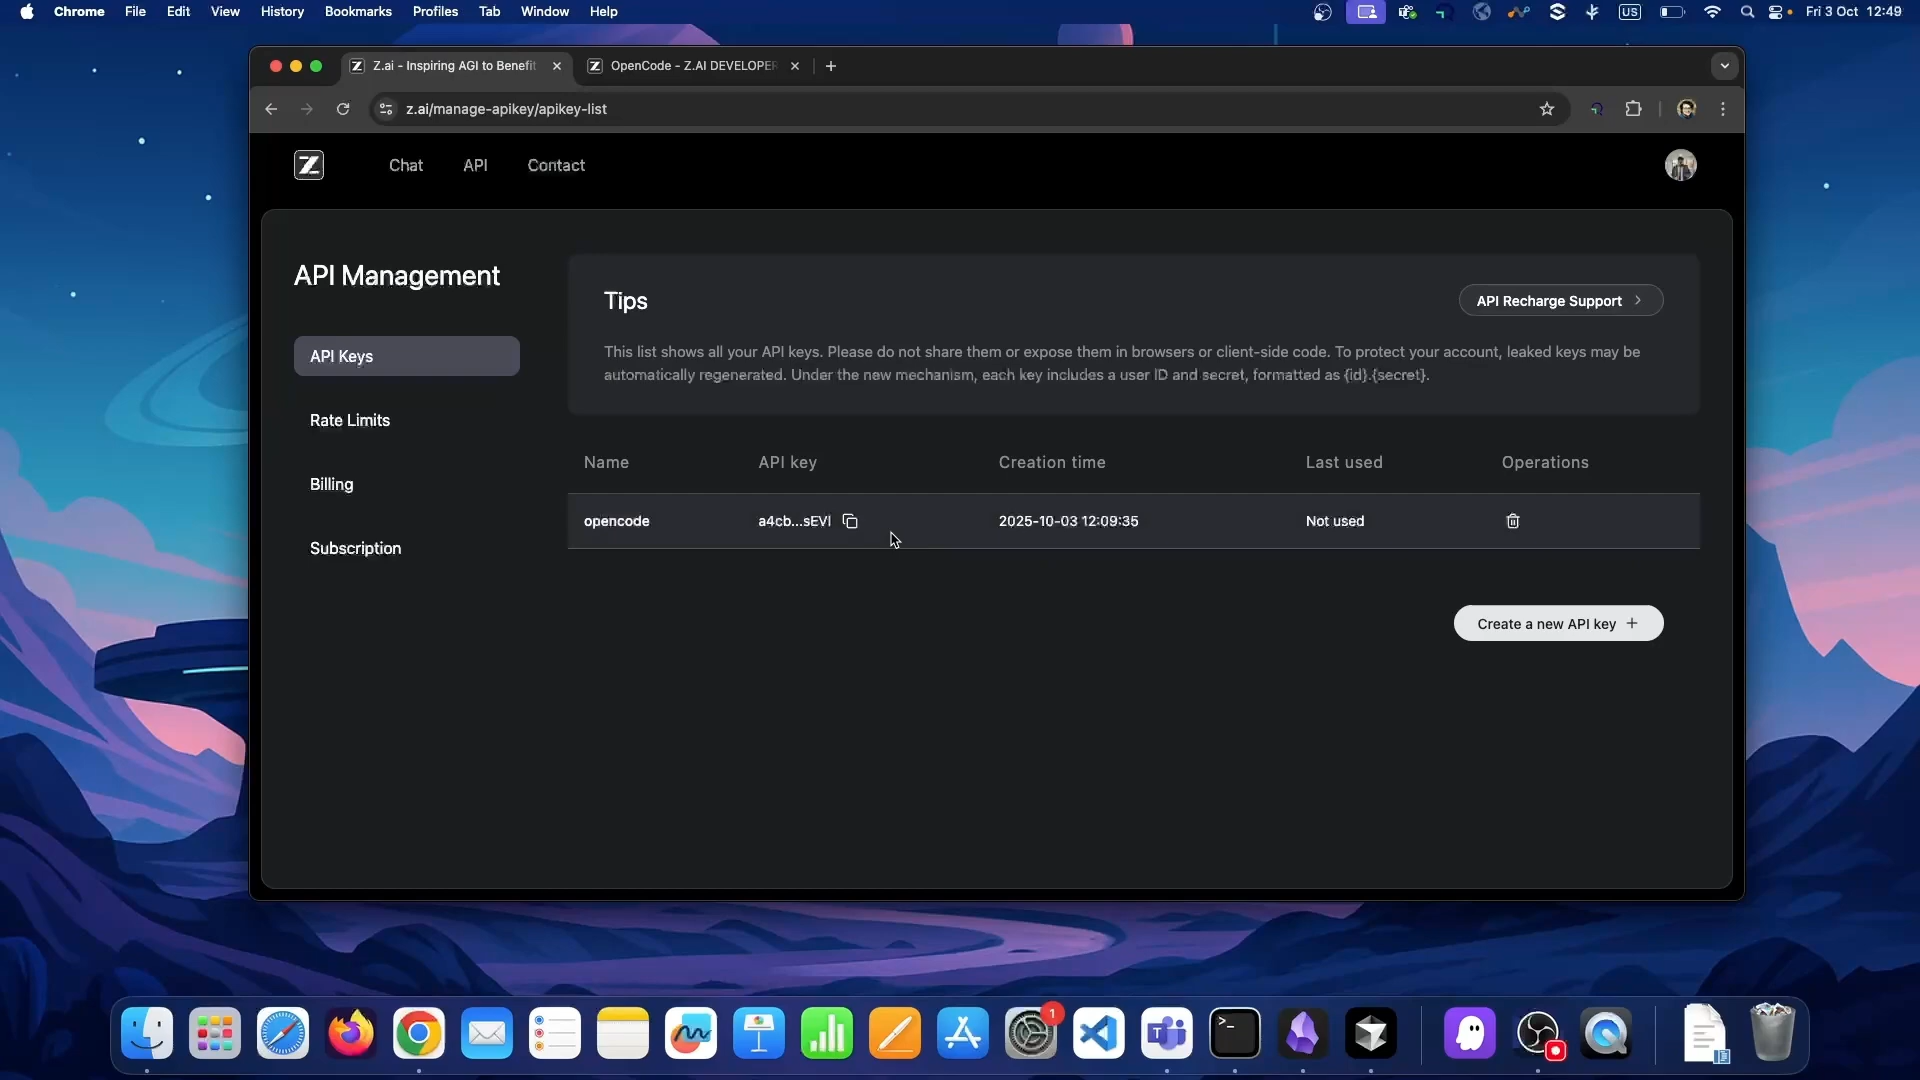 Chrome File Edit View History Bookmarks Profiles Tab Window Help US Fri 3 Oct 12:49
Z.ai - Inspiring AGI to Benefit OpenCode - Z.AI DEVELOPER
z.ai/manage-apikey/apikey-list
Z Chat API Contact
API Management
API Keys
Rate Limits
Billing
Subscription
Tips
API Recharge Support
This list shows all your API keys. Please do not share them or expose them in browsers or client-side code. To protect your account, leaked keys may be
automatically regenerated. Under the new mechanism, each key includes a user ID and secret, formatted as {id}.{secret}.
Name API key Creation time Last used Operations
opencode a4cb...sEVl 2025-10-03 12:09:35 Not used
Create a new API key +
1